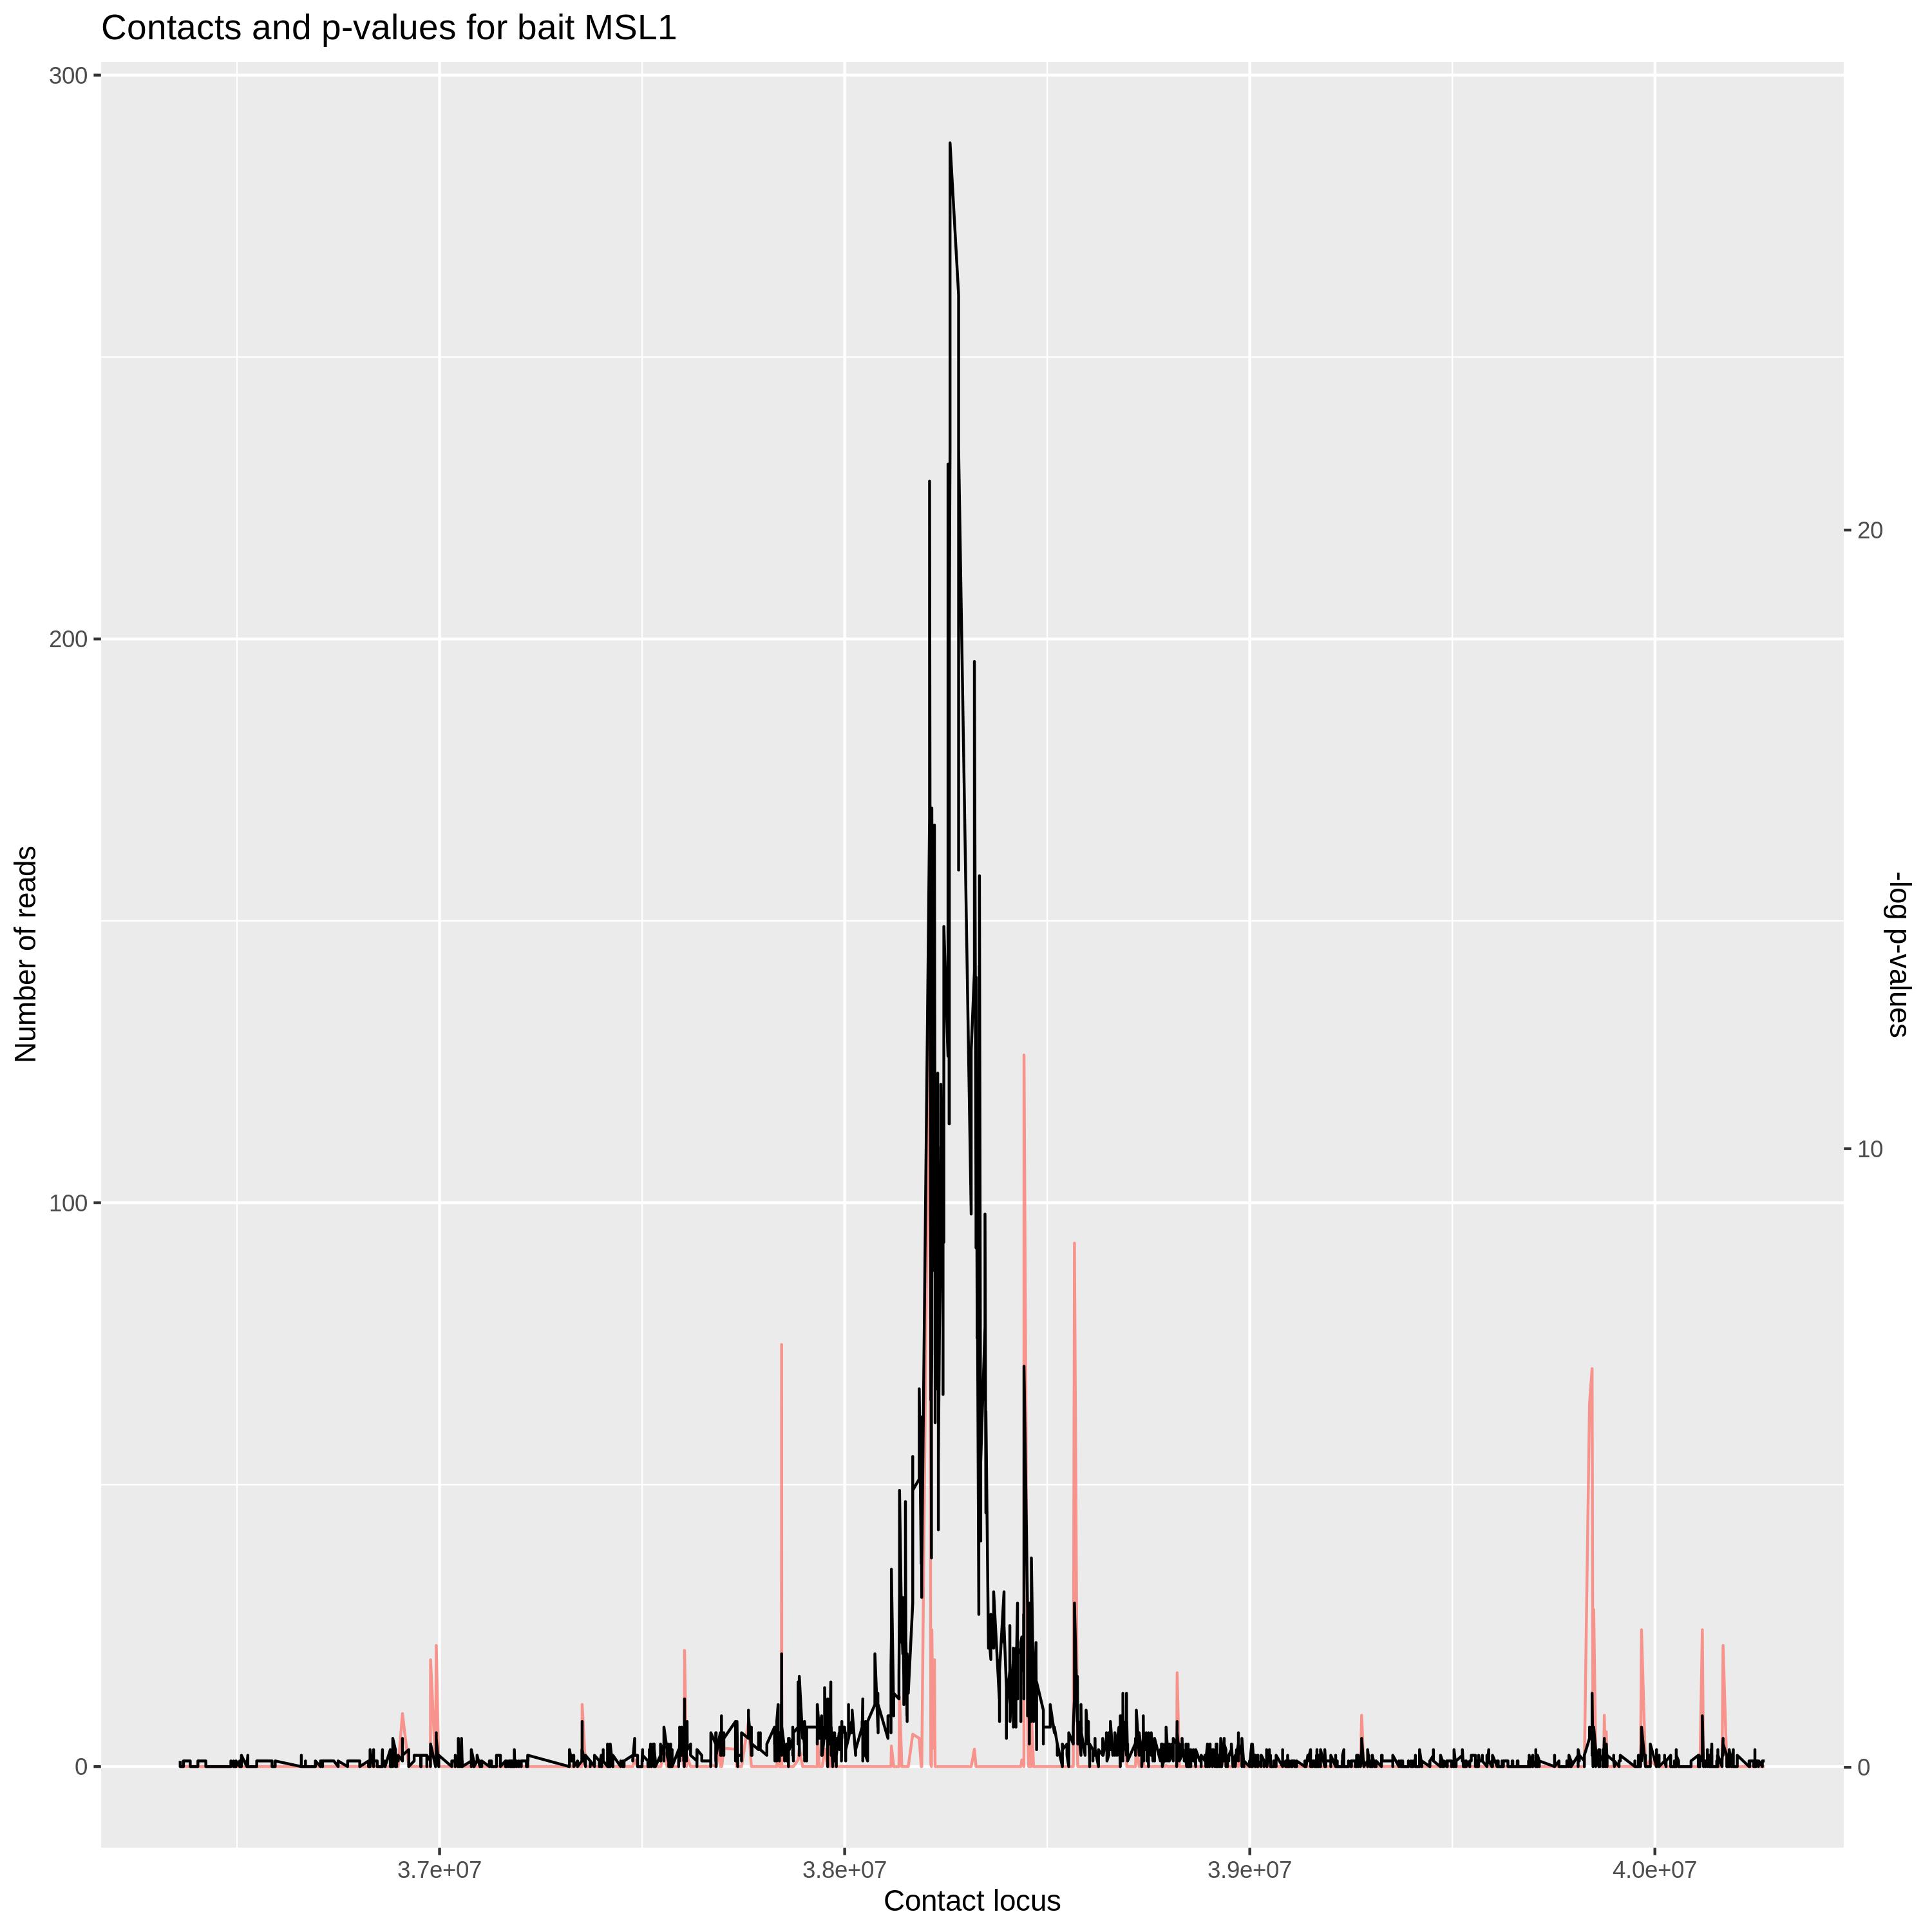 Contacts and p-values for bait MSL1
300
200
100
0
Number of reads
20
10
0
-log p-values
3.7e+07
3.8e+07
3.9e+07
4.0e+07
Contact locus